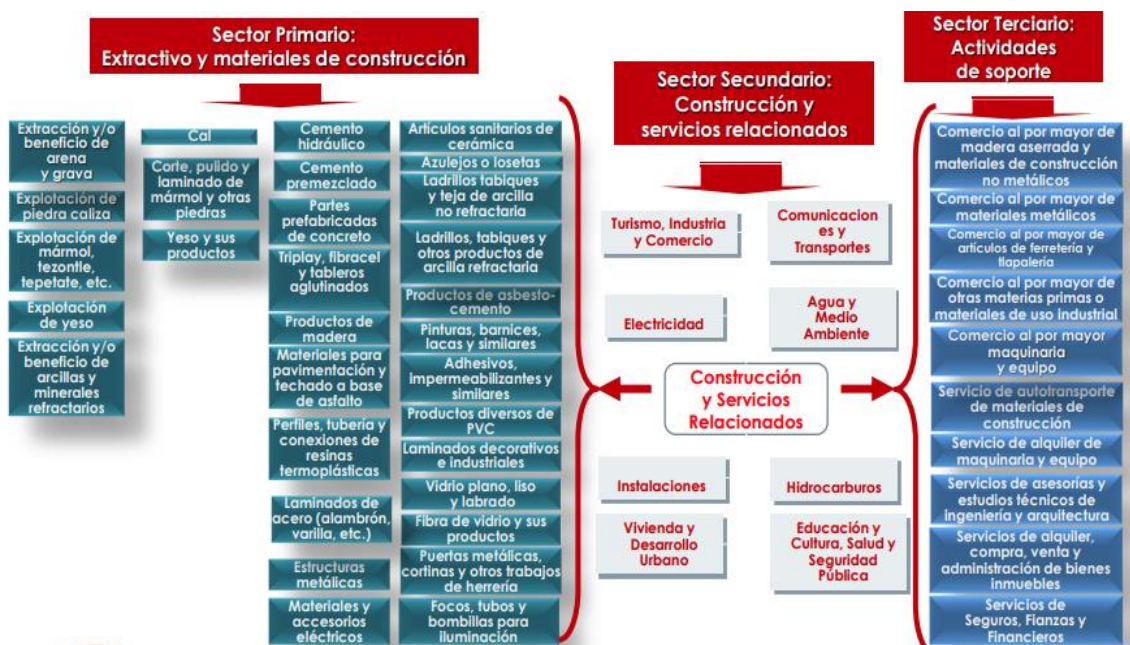 Sector Primario:
Extractivo y materiales de construcción
Extracción y/o
beneficio de
arena
y grava
Explotación de
piedra caliza
Explotación de
mármol,
tezontle,
tepetate, etc.
Explotación
de yeso
Extracción y/o
beneficio de
arcillas y
minerales
refractarios
Cal
Corte, pulido y
laminado de
mármol y otras
piedras
Yeso y sus
productos
Cemento
hidráulico
Cemento
premezclado
Partes
prefabricadas
de concreto
Triplay, fibracel
y tableros
aglutinados
Productos de
madera
Materiales para
pavimentación y
techado a base
de asfalto
Perfiles, tubería y
conexiones de
resinas
termoplásticas
Laminados de
acero (alambrón,
varilla, etc.)
Estructuras
metálicas
Materiales y
accesorios
eléctricos
Artículos sanitarios de
cerámica
Azulejos o losetas
Ladrillos tabiques
y teja de arcilla
no refractaria
Ladrillos, tabiques y
otros productos de
arcilla refractaria
Productos de asbesto-
cemento
Pinturas, barnices,
lacas y similares
Adhesivos,
impermeabilizantes y
similares
Productos diversos de
PVC
Laminados decorativos
e industriales
Vidrio plano, liso
y labrado
Fibra de vidrio y sus
productos
Puertas metálicas,
cortinas y otros trabajos
de herrería
Focos, tubos y
bombillas para
iluminación
Sector Secundario:
Construcción y
servicios relacionados
Turismo, Industria
y Comercio
Comunicacion
es y
Transportes
Electricidad
Agua y
Medio
Ambiente
Construcción
y Servicios
Relacionados
Instalaciones
Hidrocarburos
Vivienda y
Desarrollo
Urbano
Educación y
Cultura, Salud y
Seguridad
Pública
Sector Terciario:
Actividades
de soporte
Comercio al por mayor de
madera aserrada y
materiales de construcción
no metálicos
Comercio al por mayor de
materiales metálicos
Comercio al por mayor de
artículos de ferretería y
tlapalería
Comercio al por mayor de
otras materias primas o
materiales de uso industrial
Comercio al por mayor
maquinaria
y equipo
Servicio de autotransporte
de materiales de
construcción
Servicio de alquiler de
maquinaria y equipo
Servicios de asesorías y
estudios técnicos de
ingeniería y arquitectura
Servicios de alquiler,
compra, venta y
administración de bienes
inmuebles
Servicios de
Seguros, Fianzas y
Financieros